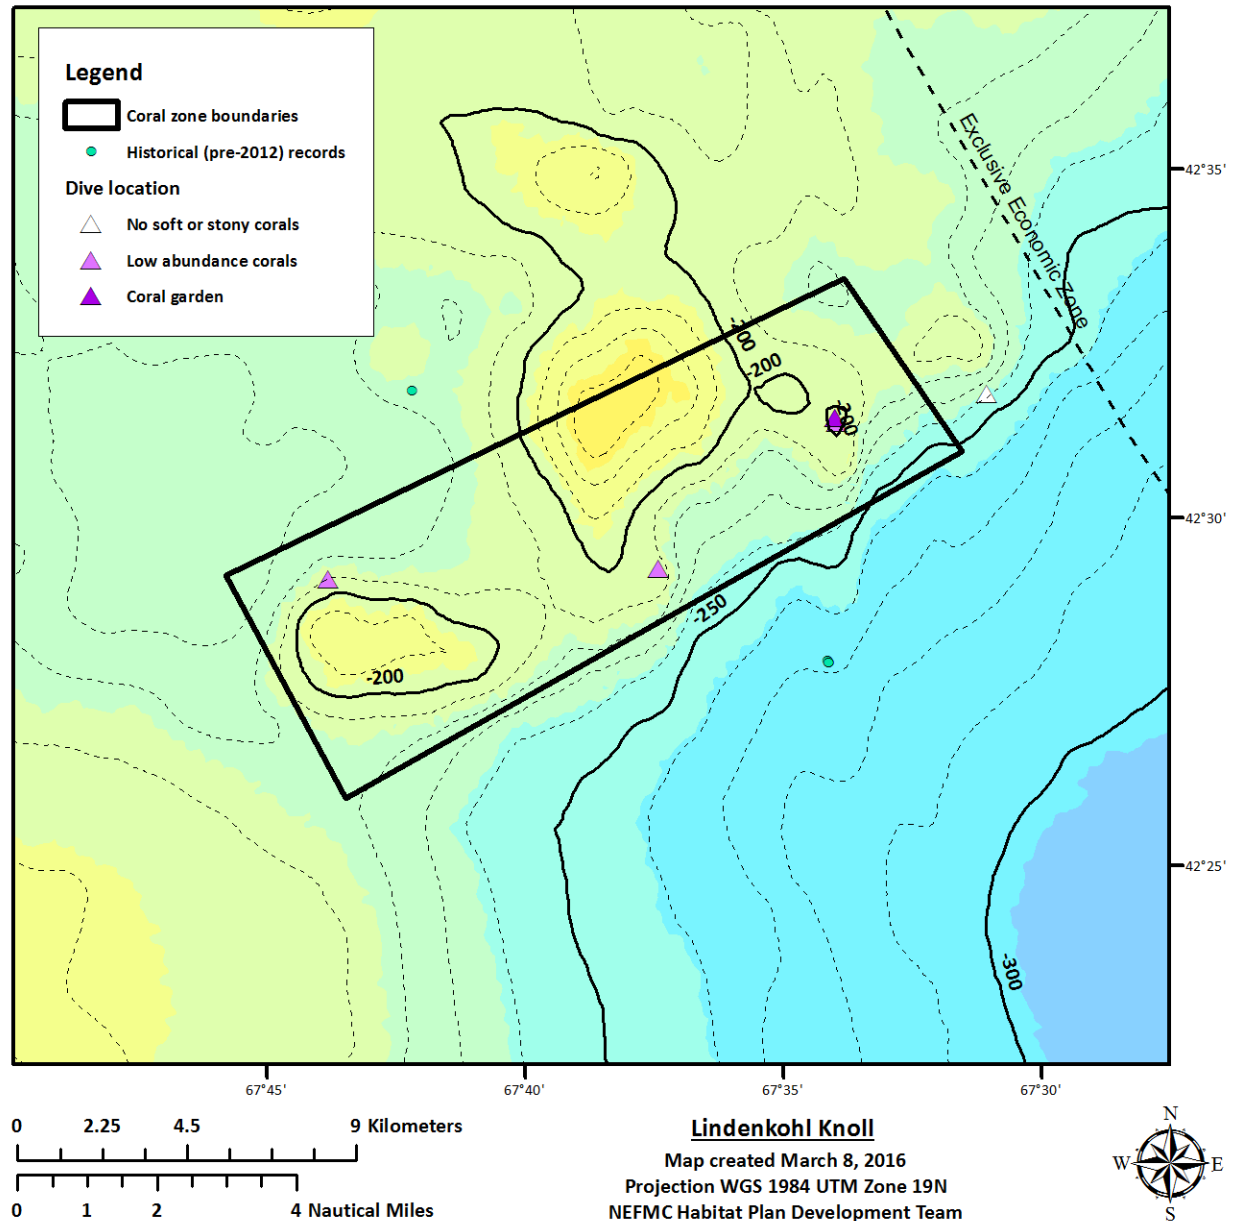 Legend
Coral zone boundaries
Historical (pre-2012) records
Dive location
No soft or stony corals
Low abundance corals
Coral garden
Exclusive Economic Zone
42°35'
-200
-200
-200
42°30'
-250
-200
42°25'
-300
67°45'
67°40'
67°35'
67°30'
0 2.25 4.5 9 Kilometers
0 1 2 4 Nautical Miles
Lindenkohl Knoll
Map created March 8, 2016
Projection WGS 1984 UTM Zone 19N
NEFMC Habitat Plan Development Team
N
W E
S